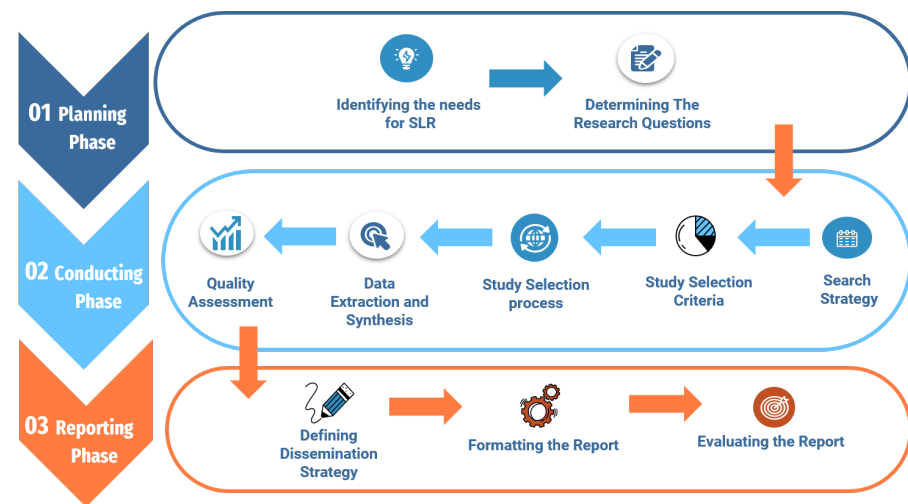 01 Planning
Phase
Identifying the needs
for SLR
Determining The
Research Questions
02 Conducting
Phase
Quality
Assessment
Data
Extraction and
Synthesis
Study Selection
process
Study Selection
Criteria
Search
Strategy
03 Reporting
Phase
Defining
Dissemination
Strategy
Formatting the Report
Evaluating the Report